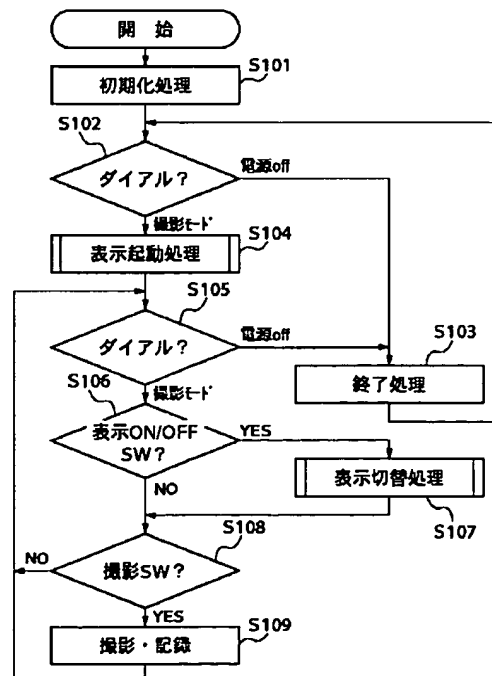 開 始
S101
初期化処理
S102
ダイアル？
電源off
撮影モード
S104
表示起動処理
S105
ダイアル？
電源off
S103
終了処理
撮影モード
S106
表示ON/OFF
SW？
YES
NO
表示切替処理
S107
S108
撮影SW？
NO
YES
S109
撮影・記録